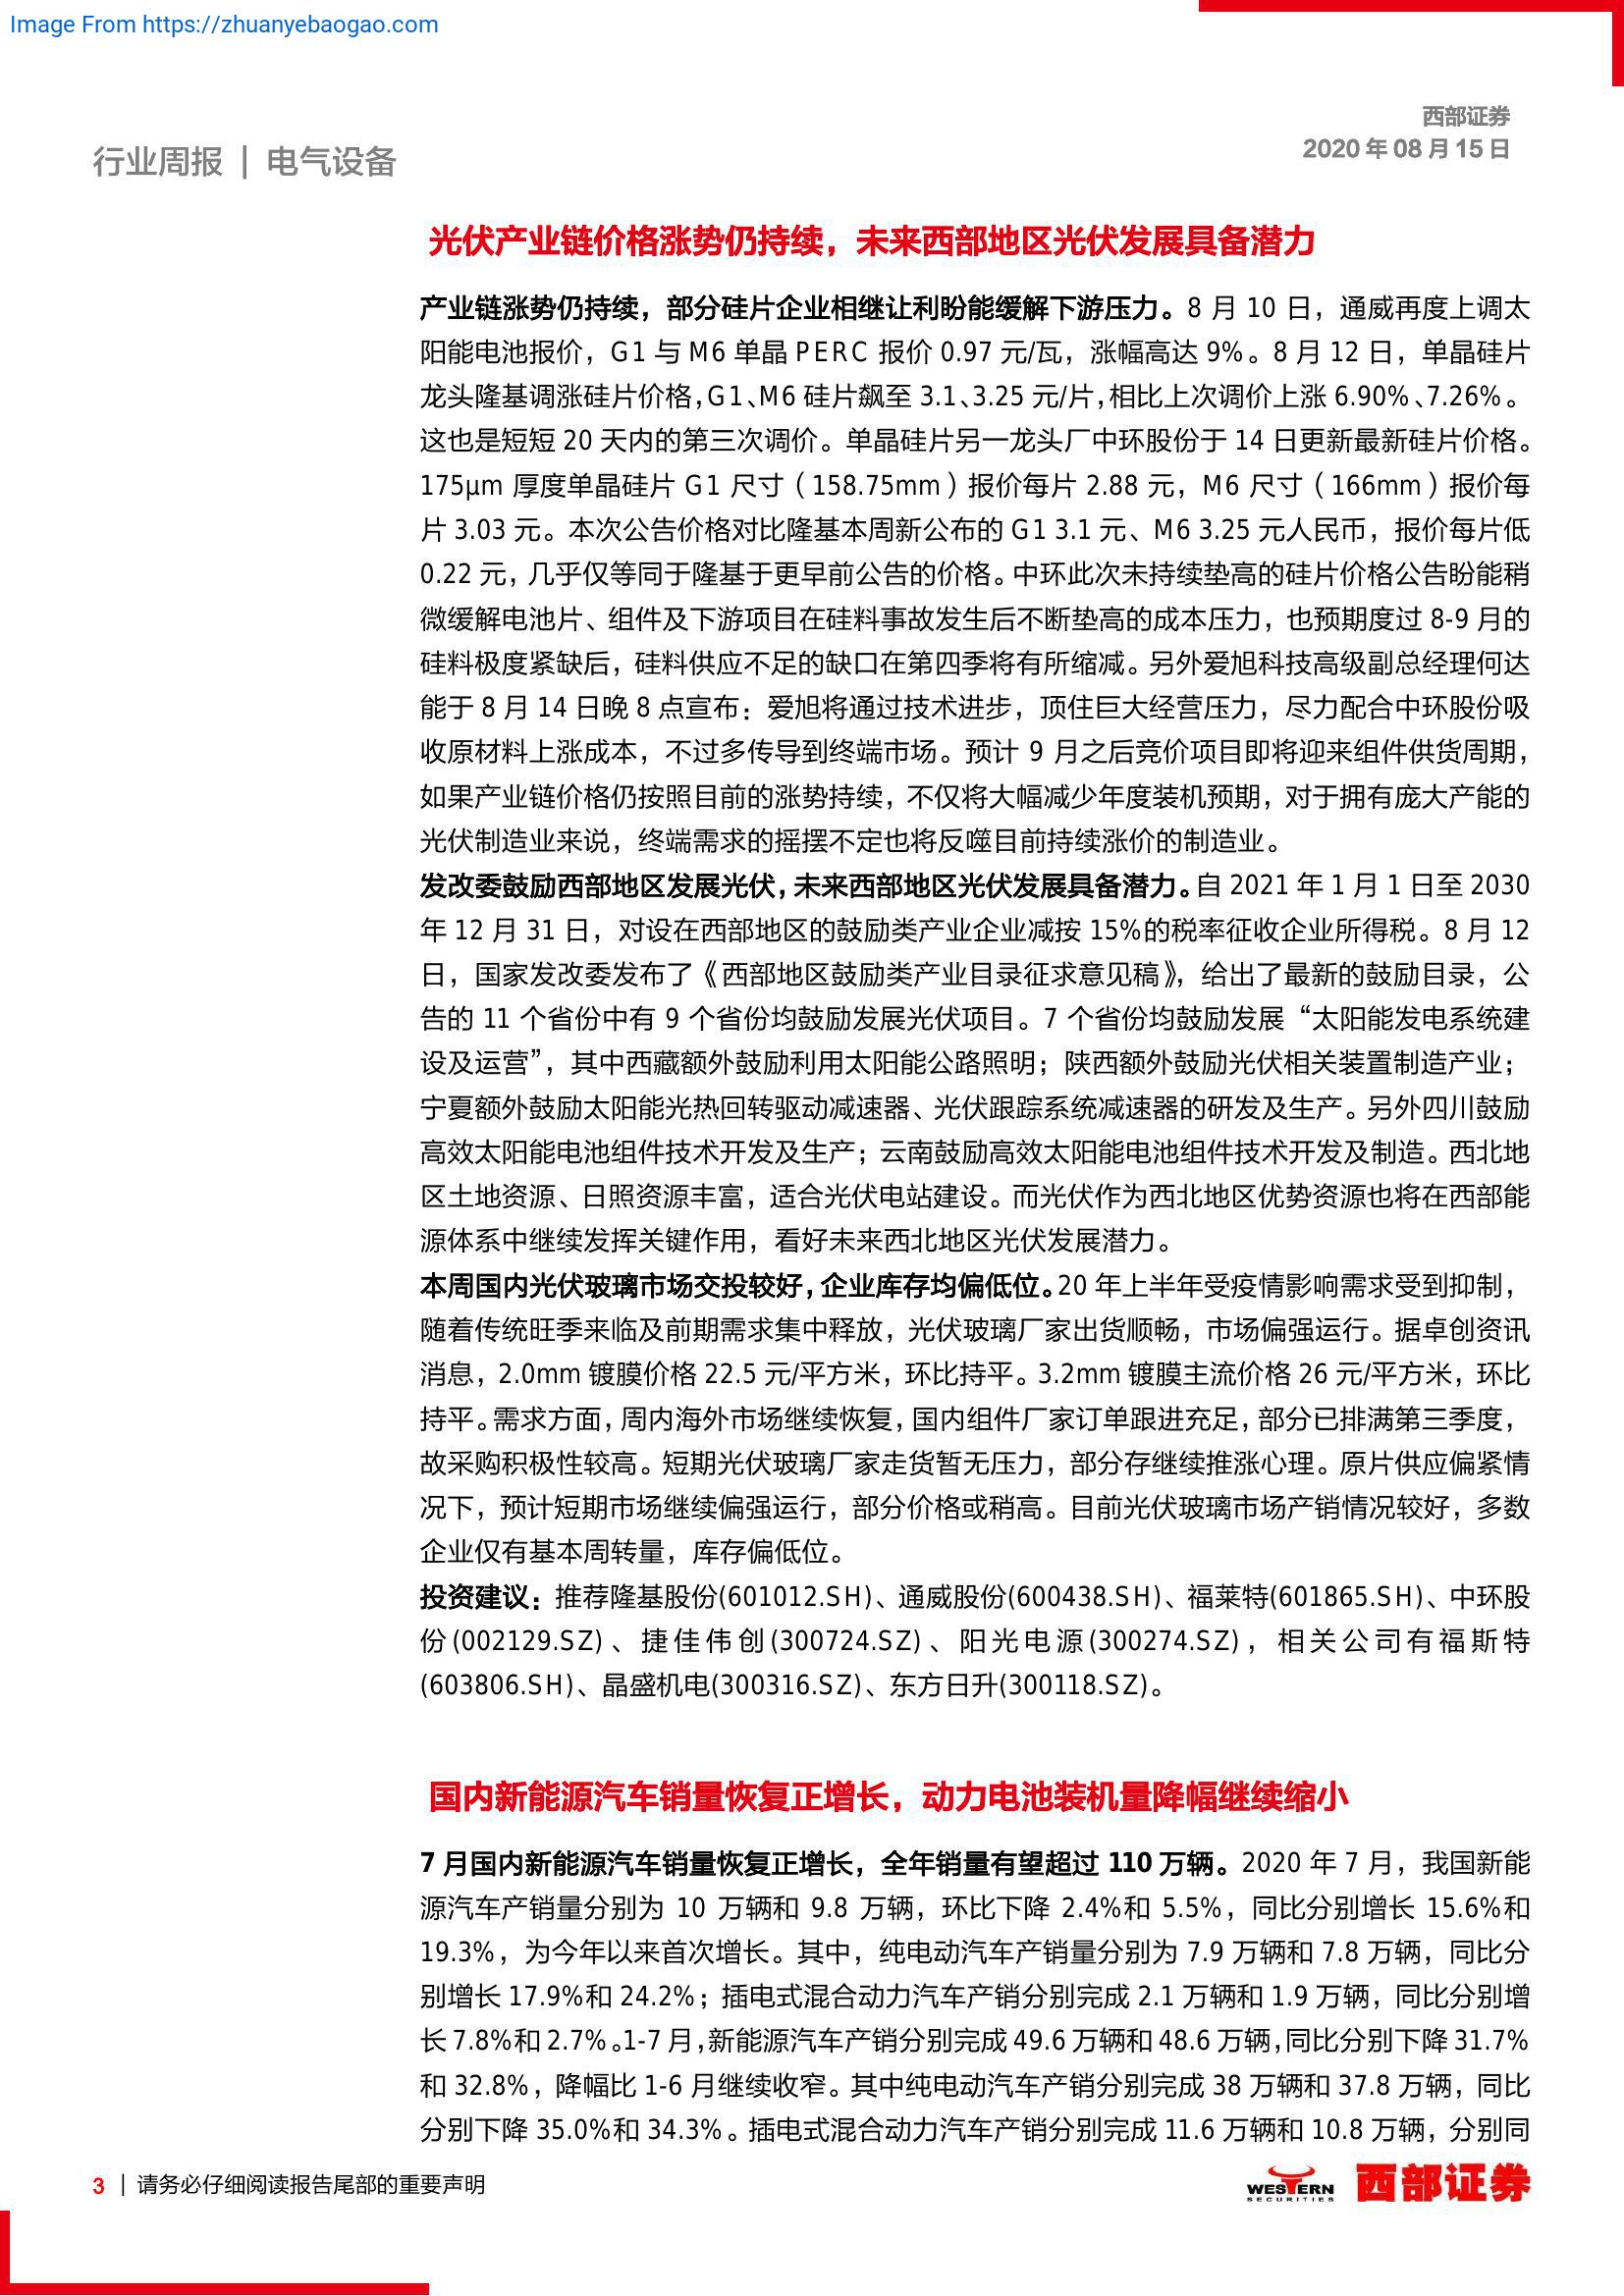 Image From https://zhuanyebaogao.com
西部证券
2020 年 08 月 15 日
行业周报 | 电气设备
光伏产业链价格涨势仍持续，未来西部地区光伏发展具备潜力
产业链涨势仍持续，部分硅片企业相继让利盼能缓解下游压力。8 月 10 日，通威再度上调太
阳能电池报价，G1 与 M6 单晶 PERC 报价 0.97 元/瓦，涨幅高达 9%。8 月 12 日，单晶硅片
龙头隆基调涨硅片价格，G1、M6 硅片飙至 3.1、3.25 元/片，相比上次调价上涨 6.90%、7.26%。
这也是短短 20 天内的第三次调价。单晶硅片另一龙头厂中环股份于 14 日更新最新硅片价格。
175μm 厚度单晶硅片 G1 尺寸（158.75mm）报价每片 2.88 元，M6 尺寸（166mm）报价每
片 3.03 元。本次公告价格对比隆基本周新公布的 G1 3.1 元、M6 3.25 元人民币，报价每片低
0.22 元，几乎仅等同于隆基于更早前公告的价格。中环此次未持续垫高的硅片价格公告盼能稍
微缓解电池片、组件及下游项目在硅料事故发生后不断垫高的成本压力，也预期度过 8-9 月的
硅料极度紧缺后，硅料供应不足的缺口在第四季将有所缩减。另外爱旭科技高级副总经理何达
能于 8 月 14 日晚 8 点宣布：爱旭将通过技术进步，顶住巨大经营压力，尽力配合中环股份吸
收原材料上涨成本，不过多传导到终端市场。预计 9 月之后竞价项目即将迎来组件供货周期，
如果产业链价格仍按照目前的涨势持续，不仅将大幅减少年度装机预期，对于拥有庞大产能的
光伏制造业来说，终端需求的摇摆不定也将反噬目前持续涨价的制造业。
发改委鼓励西部地区发展光伏，未来西部地区光伏发展具备潜力。自 2021 年 1 月 1 日至 2030
年 12 月 31 日，对设在西部地区的鼓励类产业企业减按 15%的税率征收企业所得税。8 月 12
日，国家发改委发布了《西部地区鼓励类产业目录征求意见稿》，给出了最新的鼓励目录，公
告的 11 个省份中有 9 个省份均鼓励发展光伏项目。7 个省份均鼓励发展“太阳能发电系统建
设及运营”，其中西藏额外鼓励利用太阳能公路照明；陕西额外鼓励光伏相关装置制造产业；
宁夏额外鼓励太阳能光热回转驱动减速器、光伏跟踪系统减速器的研发及生产。另外四川鼓励
高效太阳能电池组件技术开发及生产；云南鼓励高效太阳能电池组件技术开发及制造。西北地
区土地资源、日照资源丰富，适合光伏电站建设。而光伏作为西北地区优势资源也将在西部能
源体系中继续发挥关键作用，看好未来西北地区光伏发展潜力。
本周国内光伏玻璃市场交投较好，企业库存均偏低位。20 年上半年受疫情影响需求受到抑制，
随着传统旺季来临及前期需求集中释放，光伏玻璃厂家出货顺畅，市场偏强运行。据卓创资讯
消息，2.0mm 镀膜价格 22.5 元/平方米，环比持平。3.2mm 镀膜主流价格 26 元/平方米，环比
持平。需求方面，周内海外市场继续恢复，国内组件厂家订单跟进充足，部分已排满第三季度，
故采购积极性较高。短期光伏玻璃厂家走货暂无压力，部分存继续推涨心理。原片供应偏紧情
况下，预计短期市场继续偏强运行，部分价格或稍高。目前光伏玻璃市场产销情况较好，多数
企业仅有基本周转量，库存偏低位。
投资建议：推荐隆基股份(601012.SH)、通威股份(600438.SH)、福莱特(601865.SH)、中环股
份(002129.SZ)、捷佳伟创(300724.SZ)、阳光电源(300274.SZ)，相关公司有福斯特
(603806.SH)、晶盛机电(300316.SZ)、东方日升(300118.SZ)。
国内新能源汽车销量恢复正增长，动力电池装机量降幅继续缩小
7 月国内新能源汽车销量恢复正增长，全年销量有望超过 110 万辆。2020 年 7 月，我国新能
源汽车产销量分别为 10 万辆和 9.8 万辆，环比下降 2.4%和 5.5%，同比分别增长 15.6%和
19.3%，为今年以来首次增长。其中，纯电动汽车产销量分别为 7.9 万辆和 7.8 万辆，同比分
别增长 17.9%和 24.2%；插电式混合动力汽车产销分别完成 2.1 万辆和 1.9 万辆，同比分别增
长 7.8%和 2.7%。1-7 月，新能源汽车产销分别完成 49.6 万辆和 48.6 万辆，同比分别下降 31.7%
和 32.8%，降幅比 1-6 月继续收窄。其中纯电动汽车产销分别完成 38 万辆和 37.8 万辆，同比
分别下降 35.0%和 34.3%。插电式混合动力汽车产销分别完成 11.6 万辆和 10.8 万辆，分别同
3 | 请务必仔细阅读报告尾部的重要声明
WESTERN
SECURITIES
西部证券